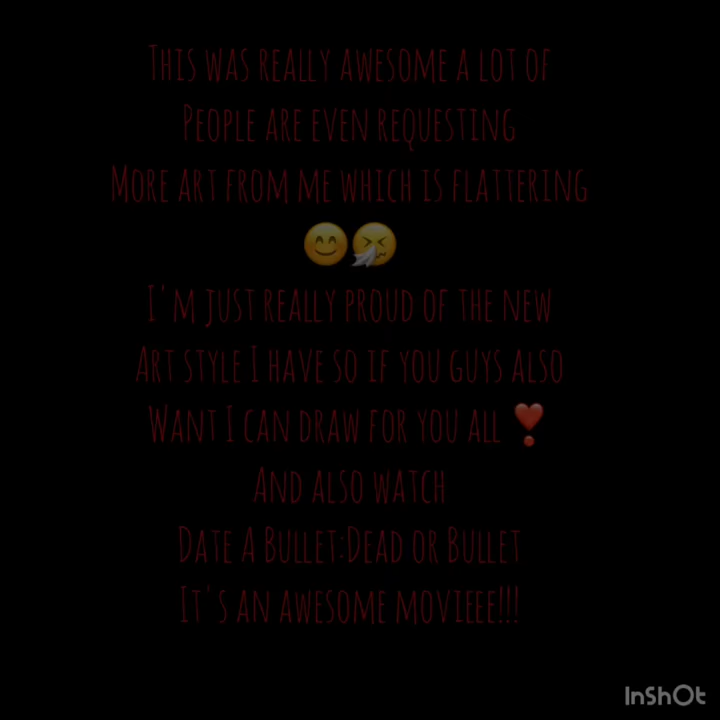 This was really awesome a lot of
People are even requesting
More art from me which is flattering
😊🤧
I'm just really proud of the new
Art style I have so if you guys also
Want I can draw for you all ❣️
And also watch
Date A Bullet:Dead or Bullet
It's an awesome movieee!!!
InShOt